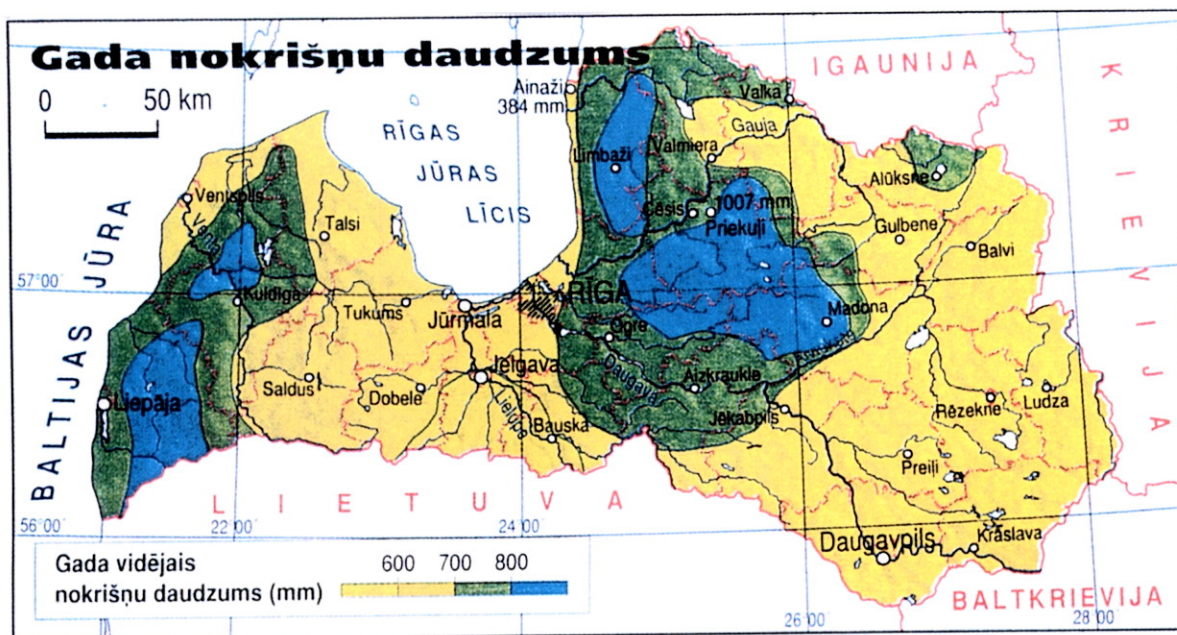 Gada nokrišņu daudzums
0 50 km
IGAUNIJA
KRIEVIJA
Ainaži
384 mm
RĪGAS
JŪRAS
LĪCIS
BALTIJAS JŪRA
Valka
Gauja
Valmiera
Limbaži
Alūksne
Ventspils
Venta
Talsi
Cēsis
1007 mm
Priekuļi
Gulbene
Balvi
57°00'
Kuldīga
Tukums
Jūrmala
RĪGA
Ogre
Madona
Saldus
Dobele
Jelgava
Lielupe
Daugava
Aizkraukle
Liepāja
Bauska
Jēkabpils
Rēzekne
Ludza
Preiļi
LIETUVA
56°00'
22°00'
24°00'
Daugavpils
Krāslava
Gada vidējais
nokrišņu daudzums (mm)
600 700 800
26°00'
BALTKRIEVIJA
28°00'